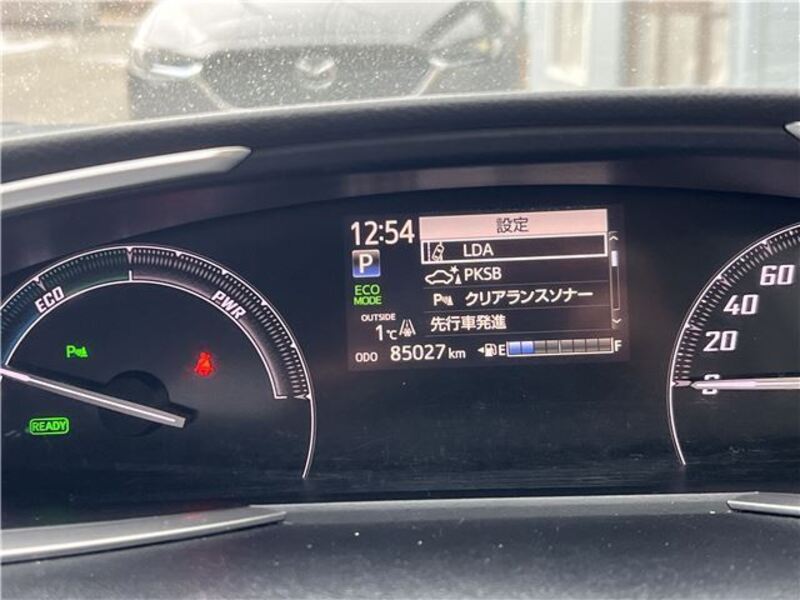 12:54
設定
LDA
P
PKSB
ECO
MODE
P
クリアランスソナー
OUTSIDE
1℃
先行車発進
ODO 85027 km
E
F
ECO
PWR
P
READY
60
40
20
0